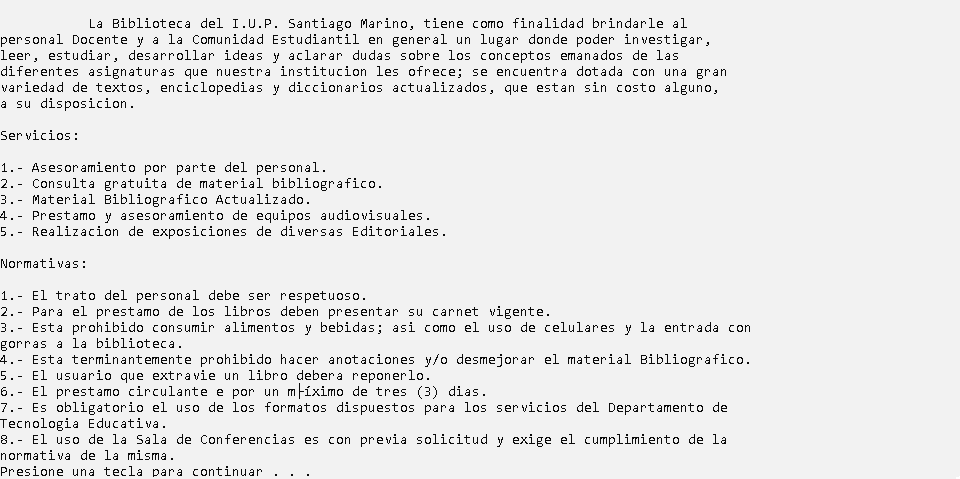 La Biblioteca del I.U.P. Santiago Marino, tiene como finalidad brindarle al
personal Docente y a la Comunidad Estudiantil en general un lugar donde poder investigar,
leer, estudiar, desarrollar ideas y aclarar dudas sobre los conceptos emanados de las
diferentes asignaturas que nuestra institucion les ofrece; se encuentra dotada con una gran
variedad de textos, enciclopedias y diccionarios actualizados, que estan sin costo alguno,
a su disposicion.
Servicios:
1.- Asesoramiento por parte del personal.
2.- Consulta gratuita de material bibliografico.
3.- Material Bibliografico Actualizado.
4.- Prestamo y asesoramiento de equipos audiovisuales.
5.- Realizacion de exposiciones de diversas Editoriales.
Normativas:
1.- El trato del personal debe ser respetuoso.
2.- Para el prestamo de los libros deben presentar su carnet vigente.
3.- Esta prohibido consumir alimentos y bebidas; asi como el uso de celulares y la entrada con
gorras a la biblioteca.
4.- Esta terminantemente prohibido hacer anotaciones y/o desmejorar el material Bibliografico.
5.- El usuario que extravie un libro debera reponerlo.
6.- El prestamo circulante e por un m├íximo de tres (3) dias.
7.- Es obligatorio el uso de los formatos dispuestos para los servicios del Departamento de
Tecnologia Educativa.
8.- El uso de la Sala de Conferencias es con previa solicitud y exige el cumplimiento de la
normativa de la misma.
Presione una tecla para continuar . . .